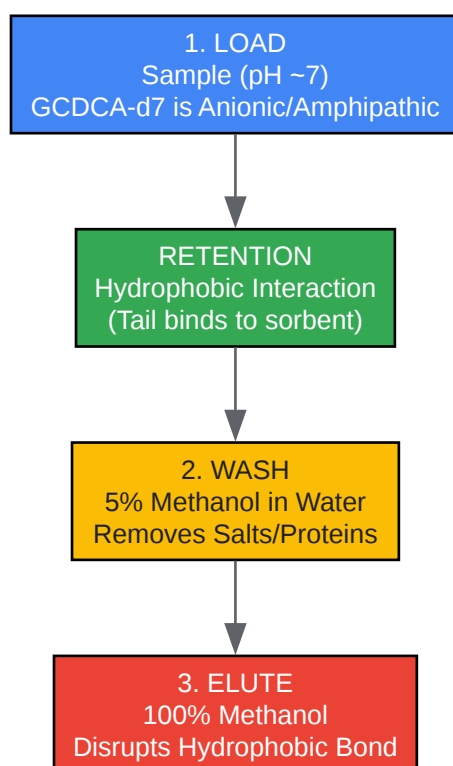 1. LOAD
Sample (pH ~7)
GCDCA-d7 is Anionic/Amphipathic
RETENTION
Hydrophobic Interaction
(Tail binds to sorbent)
2. WASH
5% Methanol in Water
Removes Salts/Proteins
3. ELUTE
100% Methanol
Disrupts Hydrophobic Bond